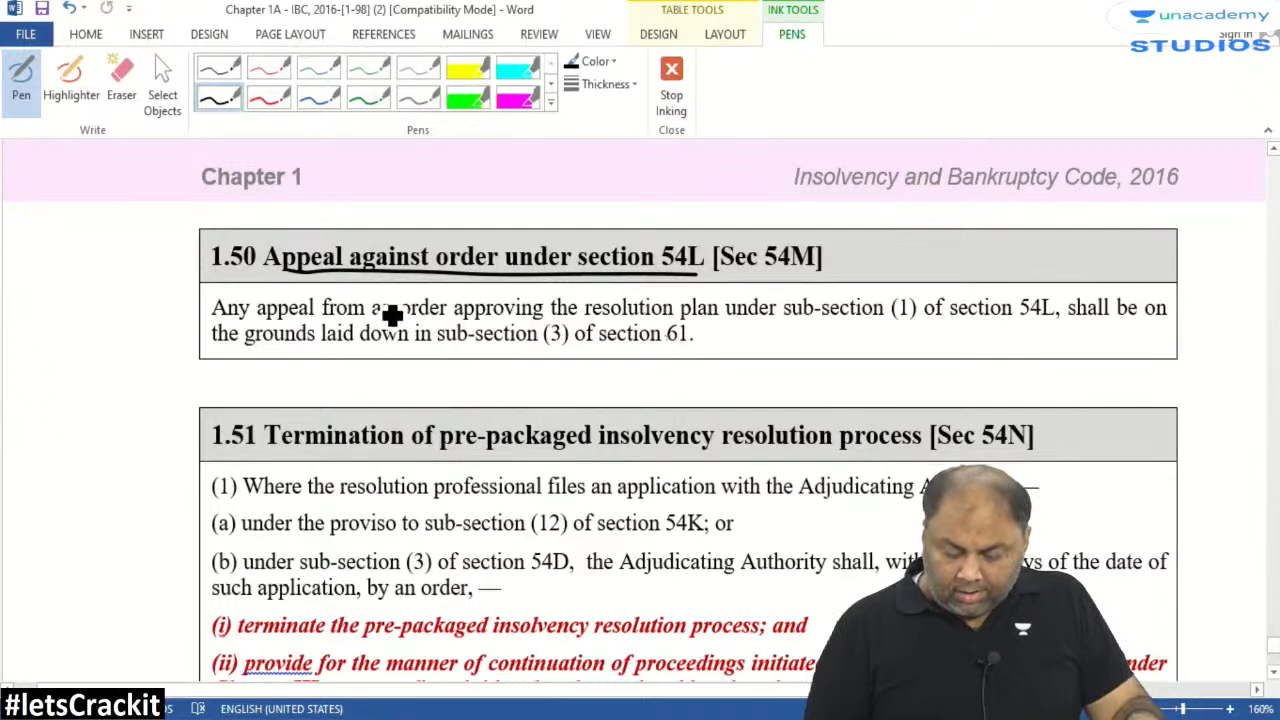 Chapter 1A - IBC, 2016-[1-98] (2) [Compatibility Mode] - Word
TABLE TOOLS
INK TOOLS
unacademy
STUDIOS
FILE HOME INSERT DESIGN PAGE LAYOUT REFERENCES MAILINGS REVIEW VIEW DESIGN LAYOUT PENS
Sign in
Pen
Highlighter
Eraser
Select Objects
Color
Thickness
Stop Inking
Write
Pens
Close
Chapter 1
Insolvency and Bankruptcy Code, 2016
1.50 Appeal against order under section 54L [Sec 54M]
Any appeal from order approving the resolution plan under sub-section (1) of section 54L, shall be on
the grounds laid down in sub-section (3) of section 61.
1.51 Termination of pre-packaged insolvency resolution process [Sec 54N]
(1) Where the resolution professional files an application with the Adjudicating —
(a) under the proviso to sub-section (12) of section 54K; or
(b) under sub-section (3) of section 54D, the Adjudicating Authority shall, of the date of
such application, by an order, —
(i) terminate the pre-packaged insolvency resolution process; and
(ii) provide for the manner of continuation of proceedings initiated under
#letsCrackit
ENGLISH (UNITED STATES)
160%